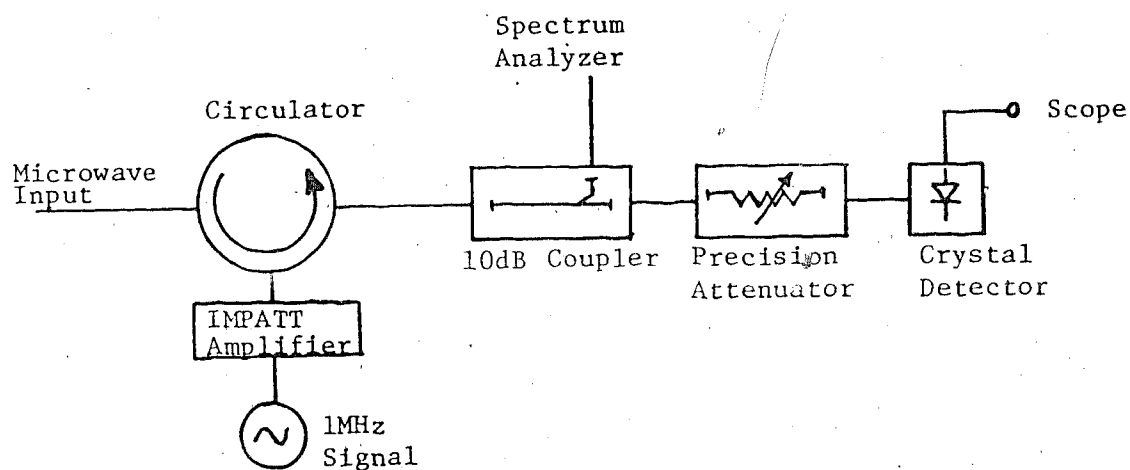 Spectrum
Analyzer
Circulator
Scope
Microwave
Input
10dB Coupler
Precision
Attenuator
Crystal
Detector
IMPATT
Amplifier
1MHz
Signal